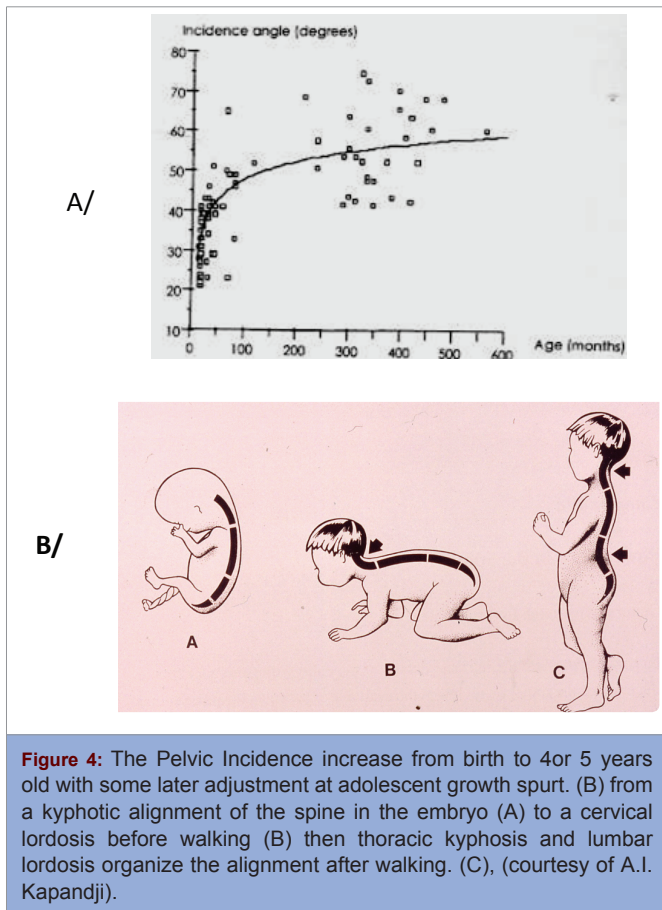 Incidence angle (degrees)
80
70
60
50
40
30
20
10
0
100
200
300
400
500
600
Age (months)
A/
B/
A
B
C
Figure 4: The Pelvic Incidence increase from birth to 4or 5 years
old with some later adjustment at adolescent growth spurt. (B) from
a kyphotic alignment of the spine in the embryo (A) to a cervical
lordosis before walking (B) then thoracic kyphosis and lumbar
lordosis organize the alignment after walking. (C), (courtesy of A.I.
Kapandji).